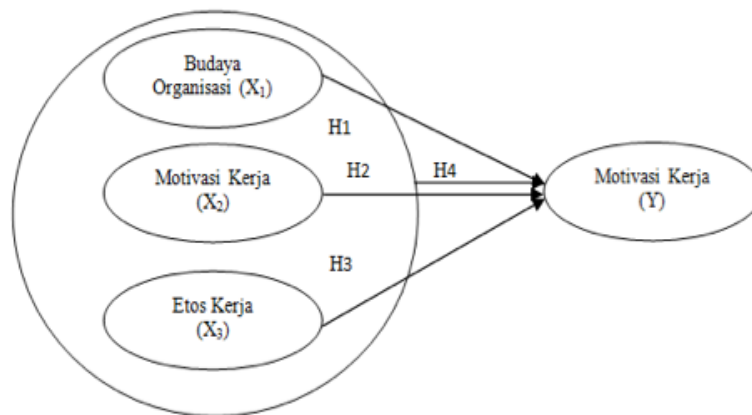 Budaya
Organisasi (X₁)
H1
Motivasi Kerja
(X₂)
H2
H4
Motivasi Kerja
(Y)
H3
Etos Kerja
(X₃)